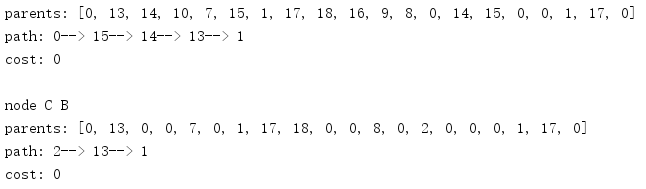 parents: [0, 13, 14, 10, 7, 15, 1, 17, 18, 16, 9, 8, 0, 14, 15, 0, 0, 1, 17, 0]
path: 0--> 15--> 14--> 13--> 1
cost: 0
node C B
parents: [0, 13, 0, 0, 7, 0, 1, 17, 18, 0, 0, 8, 0, 2, 0, 0, 0, 1, 17, 0]
path: 2--> 13--> 1
cost: 0